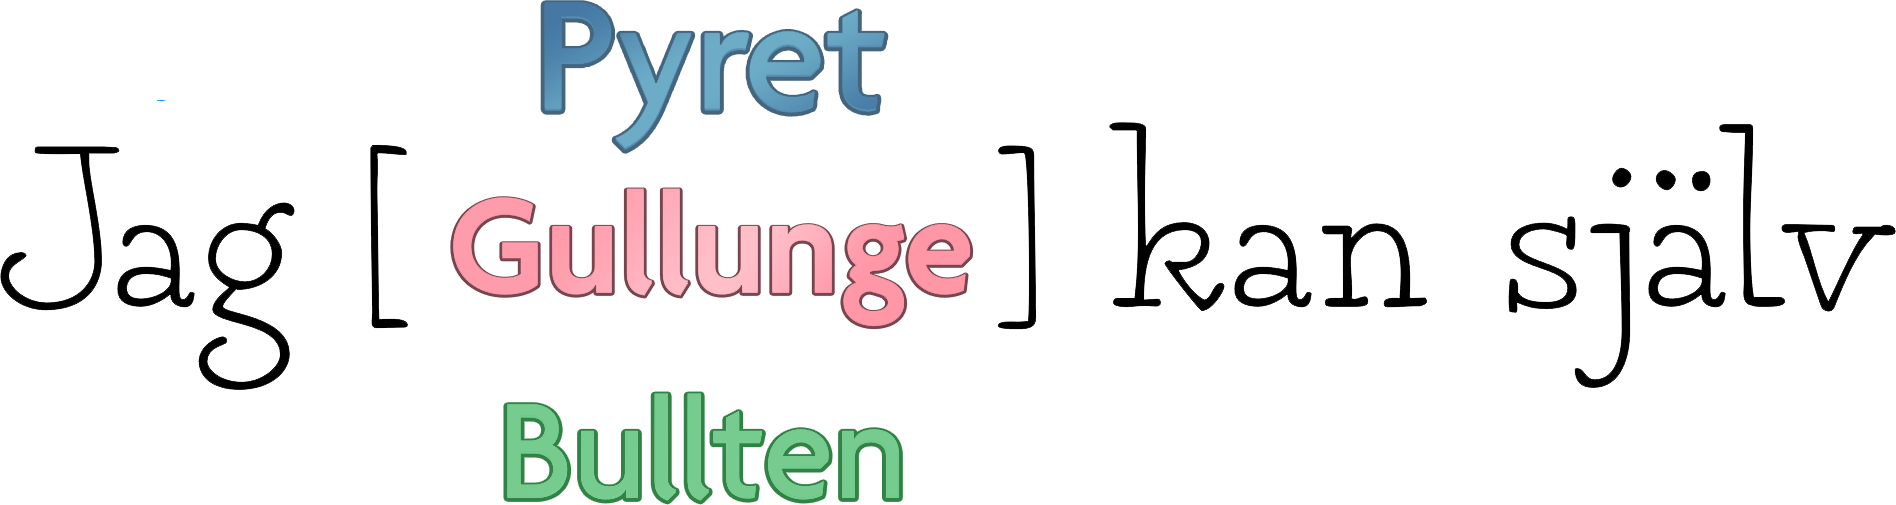 Pyret
Jag [ Gullunge ] kan själv
Bullten